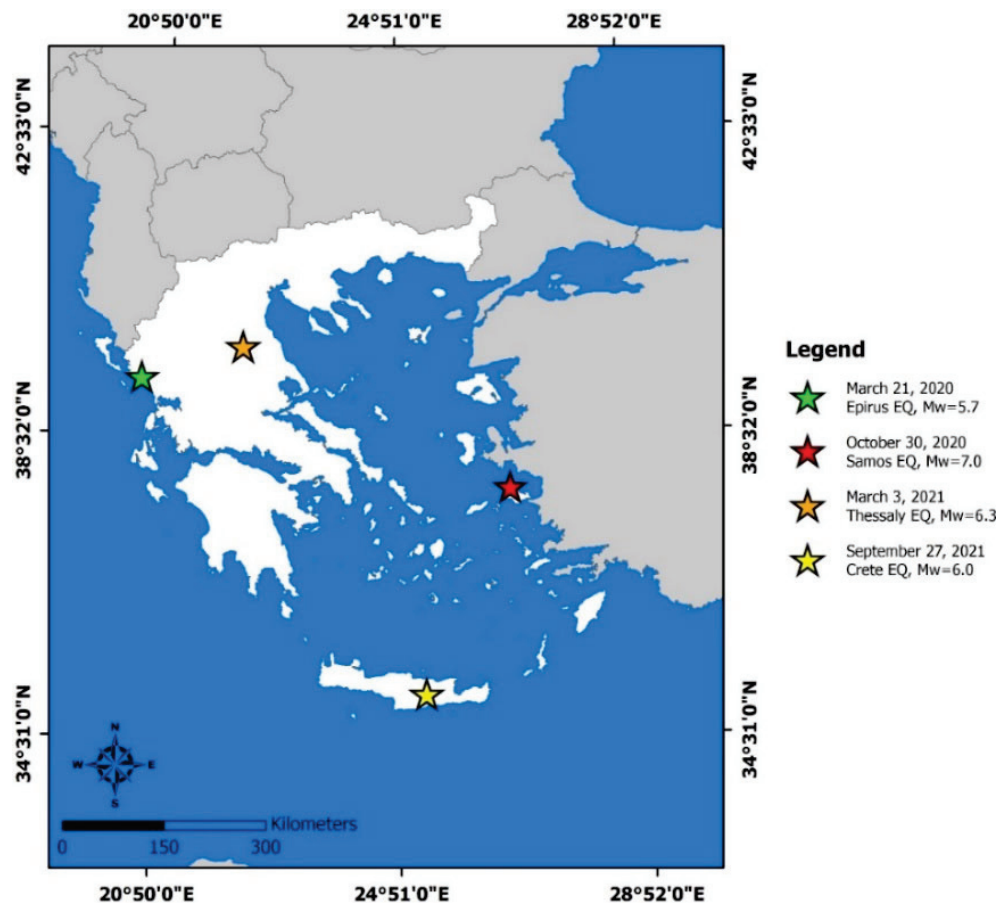 20°50'0"E 24°51'0"E 28°52'0"E
42°33'0"N
42°33'0"N
38°32'0"N
38°32'0"N
34°31'0"N
34°31'0"N
Legend
March 21, 2020
Epirus EQ, Mw=5.7
October 30, 2020
Samos EQ, Mw=7.0
March 3, 2021
Thessaly EQ, Mw=6.3
September 27, 2021
Crete EQ, Mw=6.0
N
W E
S
Kilometers
0 150 300
20°50'0"E 24°51'0"E 28°52'0"E